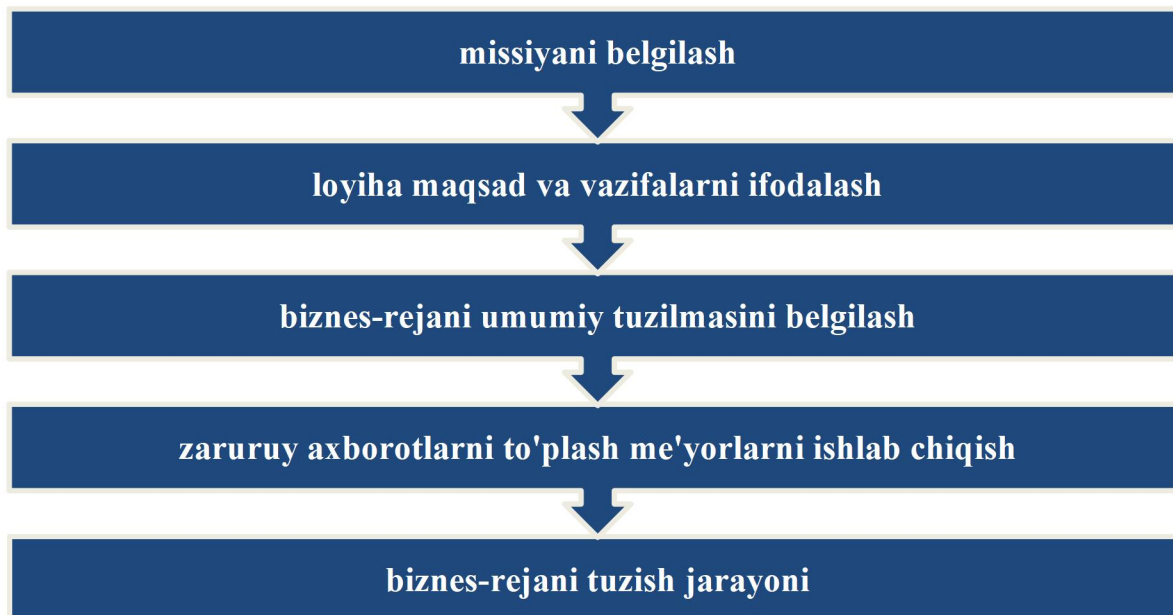 missiyani belgilash
loyiha maqsad va vazifalarni ifodalash
biznes-rejani umumiy tuzilmasini belgilash
zaruruy axborotlarni to'plash me'yorlarni ishlab chiqish
biznes-rejani tuzish jarayoni